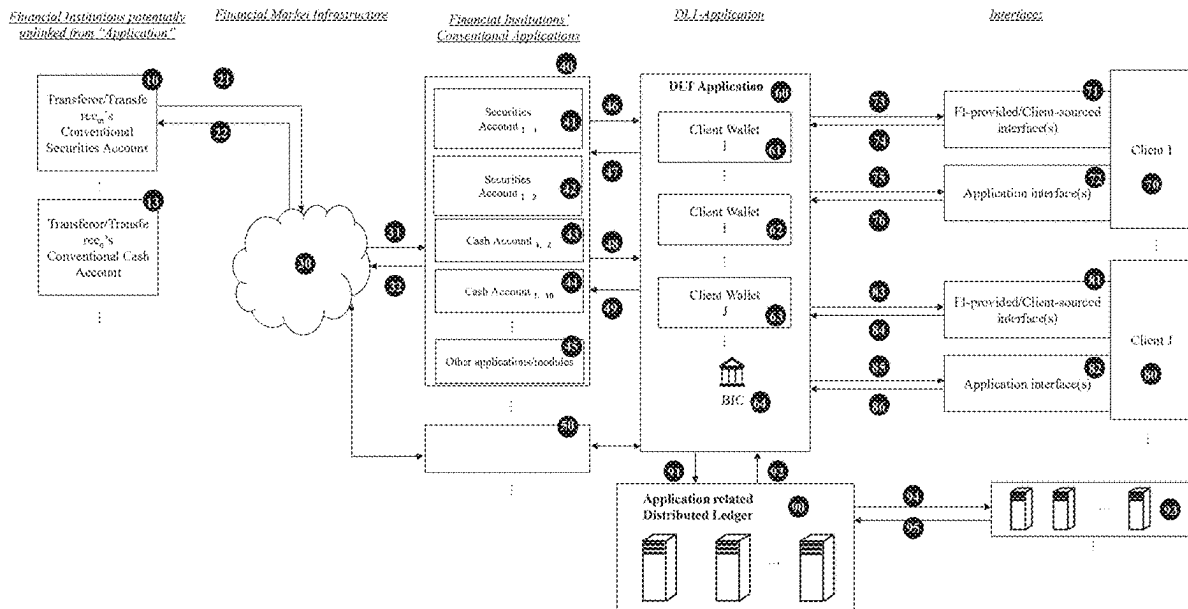 Financial Institutions potentially
unlinked from "Application"
Financial Market Infrastructure
Financial Institutions'
Conventional Applications
DLT-Application
Interfaces
10
Transferor/Transfe
Conventional
Securities Account
21
22
Transferor/Transfe
Conventional Cash
Account
30
31
32
40
Securities
Account
41
Securities
Account
42
Cash Account
43
Cash Account
44
Other applications/modules
45
46
47
48
49
50
DLT Application
60
Client Wallet
61
Client Wallet
62
Client Wallet
J
63
BIC
64
73
74
75
76
83
84
85
86
FI-provided/Client-sourced
interface(s)
71
Application interface(s)
72
Client 1
70
FI-provided/Client-sourced
interface(s)
81
Application interface(s)
82
Client J
80
91
92
Application related
Distributed Ledger
90
94
95
93